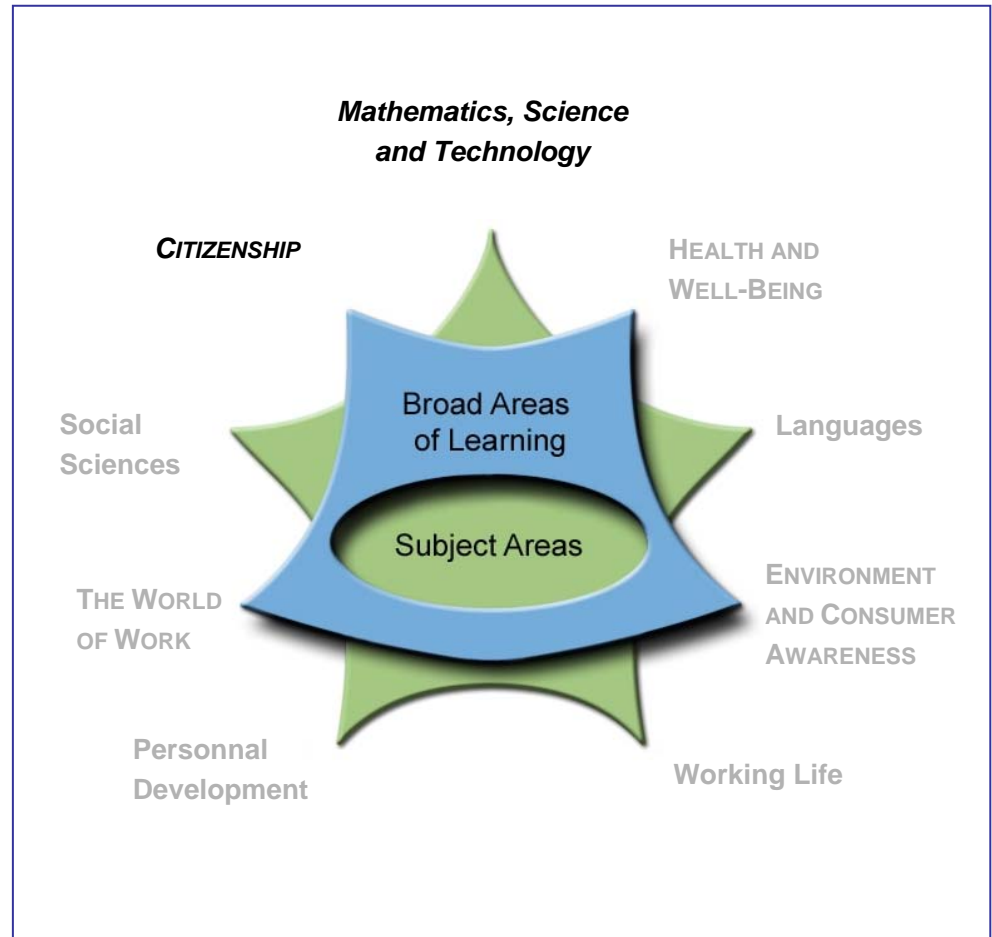 Mathematics, Science
and Technology
CITIZENSHIP
HEALTH AND
WELL-BEING
Broad Areas
of Learning
Social
Sciences
Languages
Subject Areas
THE WORLD
OF WORK
ENVIRONMENT
AND CONSUMER
AWARENESS
Personnal
Development
Working Life